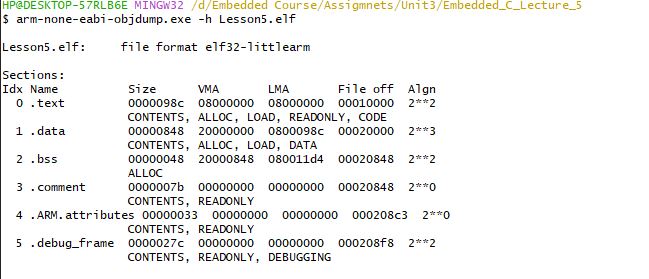 HP@DESKTOP-57RLB6E MINGW32 /d/Embedded Course/Assigmnets/Unit3/Embedded_C_Lecture_5
$ arm-none-eabi-objdump.exe -h Lesson5.elf
Lesson5.elf:     file format elf32-littlearm
Sections:
Idx Name          Size      VMA       LMA       File off  Algn
  0 .text         0000098c  08000000  08000000  00010000  2**2
                  CONTENTS, ALLOC, LOAD, READONLY, CODE
  1 .data         00000848  20000000  0800098c  00020000  2**3
                  CONTENTS, ALLOC, LOAD, DATA
  2 .bss          00000048  20000848  080011d4  00020848  2**2
                  ALLOC
  3 .comment      0000007b  00000000  00000000  00020848  2**0
                  CONTENTS, READONLY
  4 .ARM.attributes 00000033  00000000  00000000  000208c3  2**0
                  CONTENTS, READONLY
  5 .debug_frame  0000027c  00000000  00000000  000208f8  2**2
                  CONTENTS, READONLY, DEBUGGING